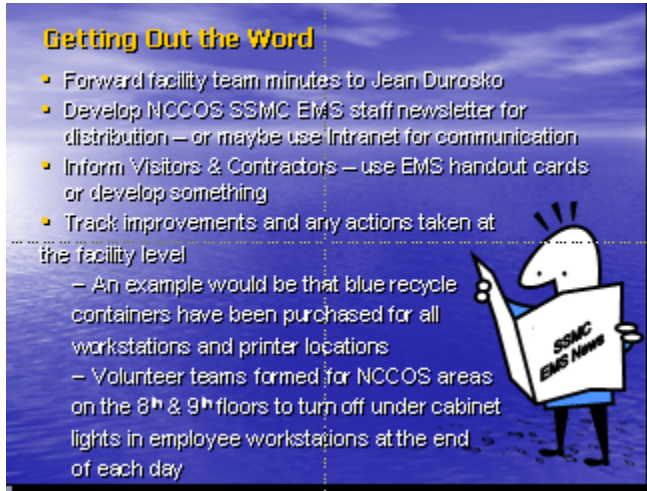 Getting Out the Word
▪ Forward facility team minutes to Jean Durosko
▪ Develop NCCOS SSMC EMS staff newsletter for
distribution – or maybe use Intranet for communication
▪ Inform Visitors & Contractors – use EMS handout cards
or develop something
▪ Track improvements and any actions taken at
the facility level
– An example would be that blue recycle
containers have been purchased for all
workstations and printer locations
– Volunteer teams formed for NCCOS areas
on the 8h & 9h floors to turn off under cabinet
lights in employee workstations at the end
of each day
SSMC
EMS News